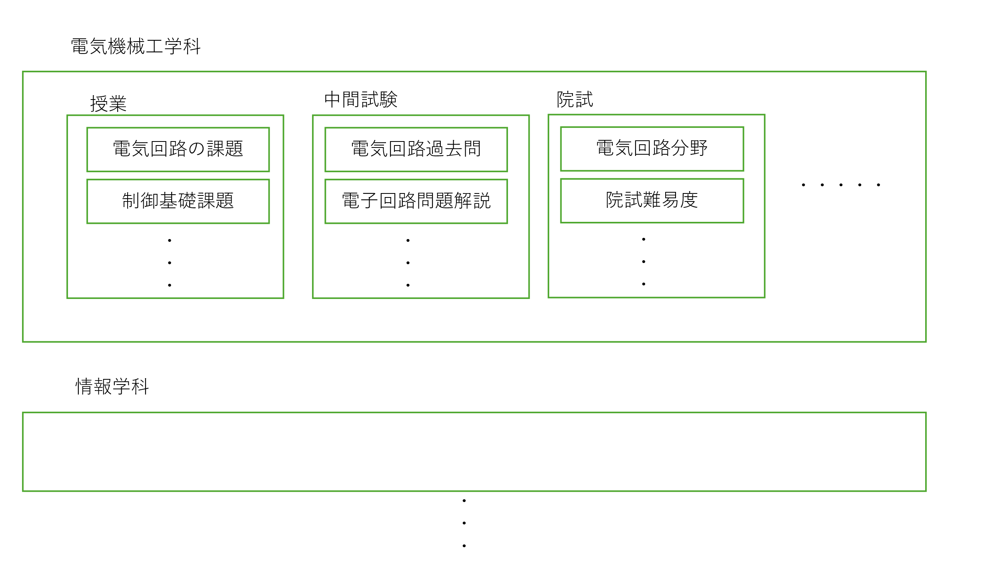 電気機械工学科
授業
電気回路の課題
制御基礎課題
・
・
・
中間試験
電気回路過去問
電子回路問題解説
・
・
・
院試
電気回路分野
院試難易度
・
・
・
・・・・・
情報学科
・
・
・